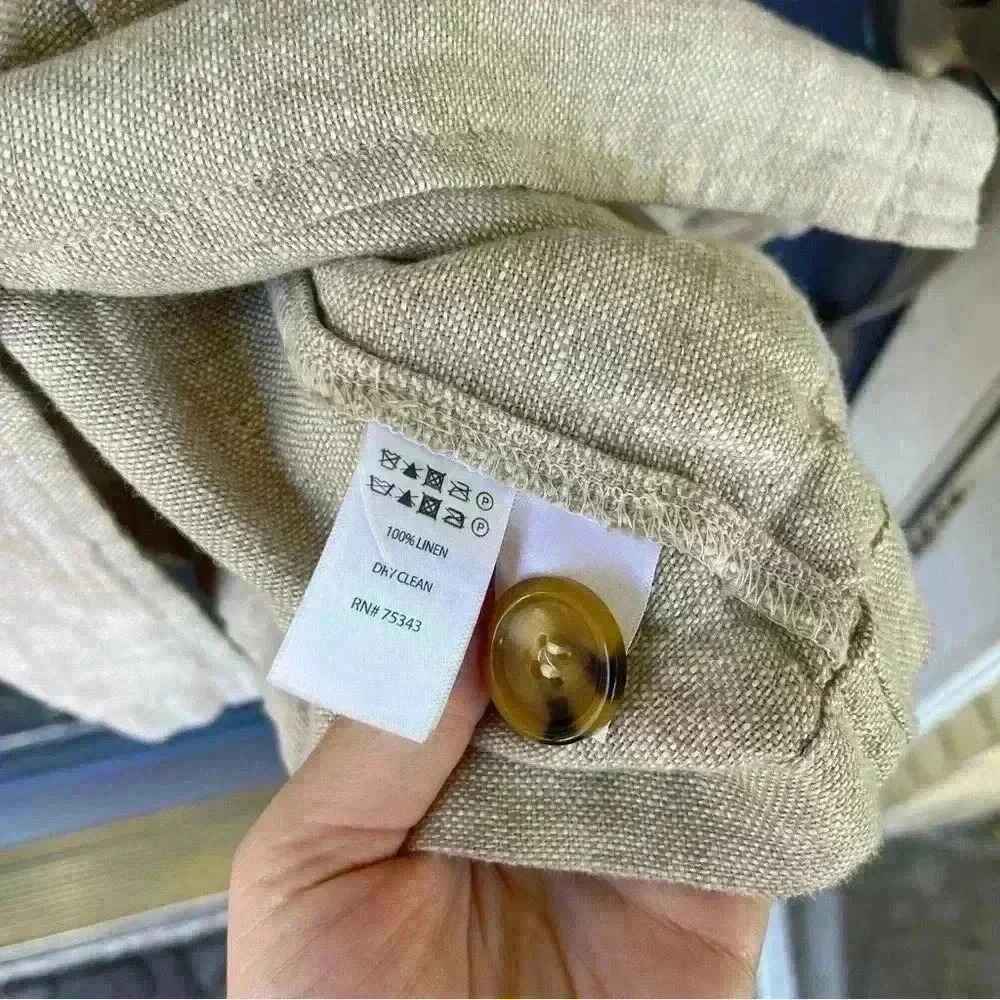 P
P
100% LINEN
DRY CLEAN
RN# 75343